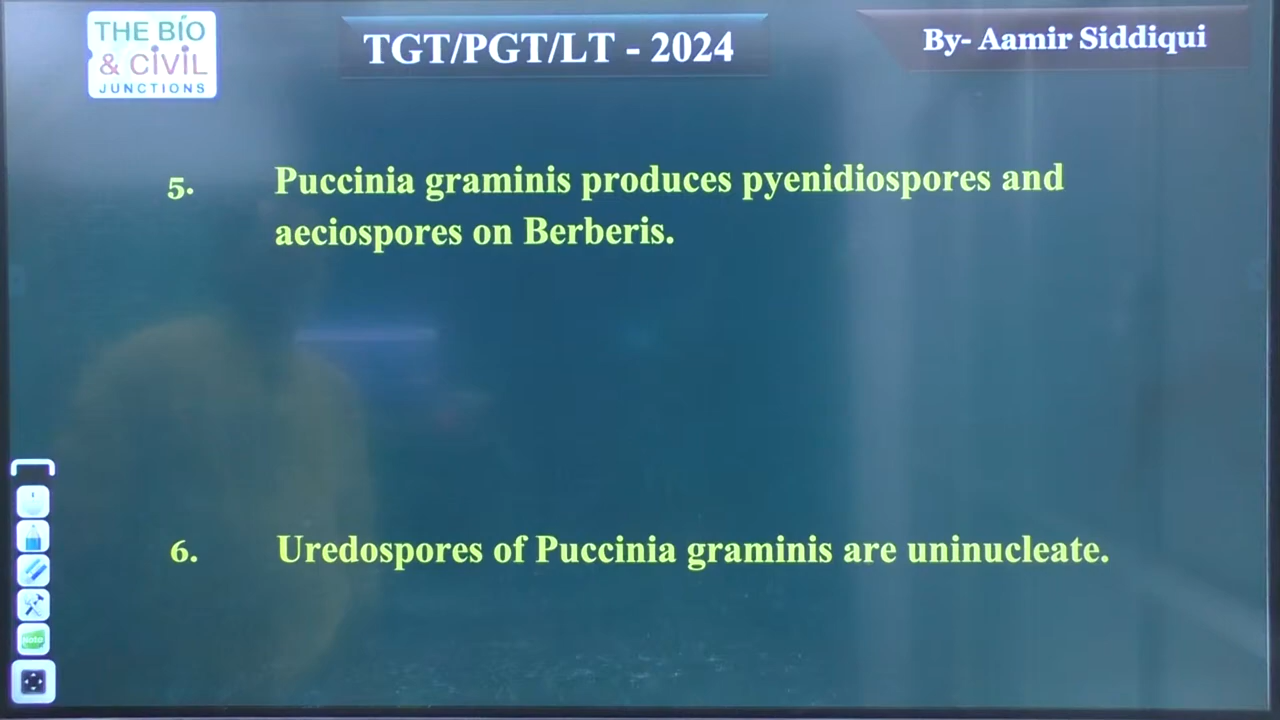 THE BIO
& CIVIL
JUNCTIONS
TGT/PGT/LT - 2024
By- Aamir Siddiqui
5. Puccinia graminis produces pyenidiospores and
aeciospores on Berberis.
6. Uredospores of Puccinia graminis are uninucleate.